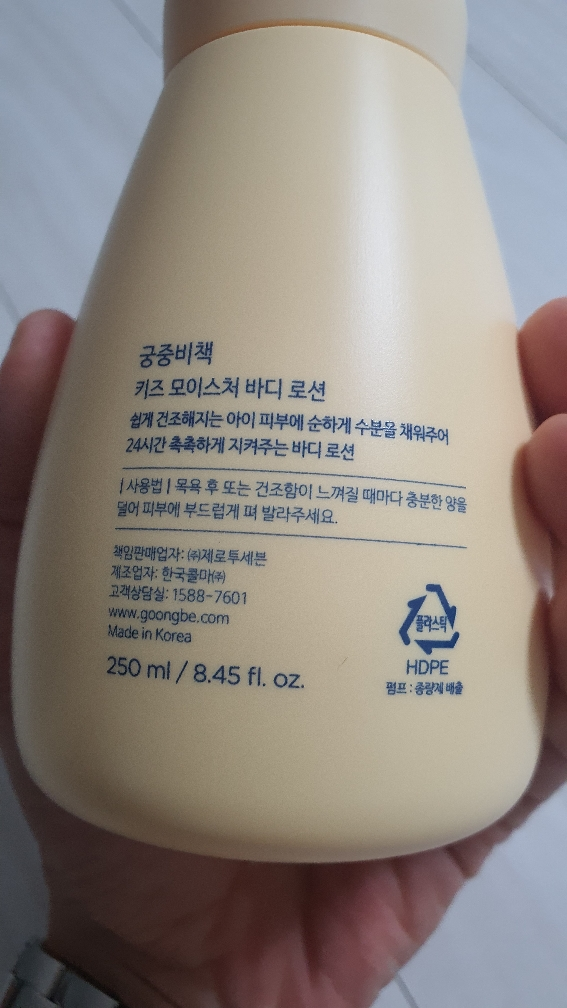 궁중비책
키즈 모이스처 바디 로션
쉽게 건조해지는 아이 피부에 순하게 수분을 채워주어
24시간 촉촉하게 지켜주는 바디 로션
| 사용법 | 목욕 후 또는 건조함이 느껴질 때마다 충분한 양을
덜어 피부에 부드럽게 펴 발라주세요.
책임판매업자: ㈜제로투세븐
제조업자: 한국콜마㈜
고객상담실: 1588-7601
www.goongbe.com
Made in Korea
250 ml / 8.45 fl. oz.
플라스틱
HDPE
펌프 : 종량제 배출